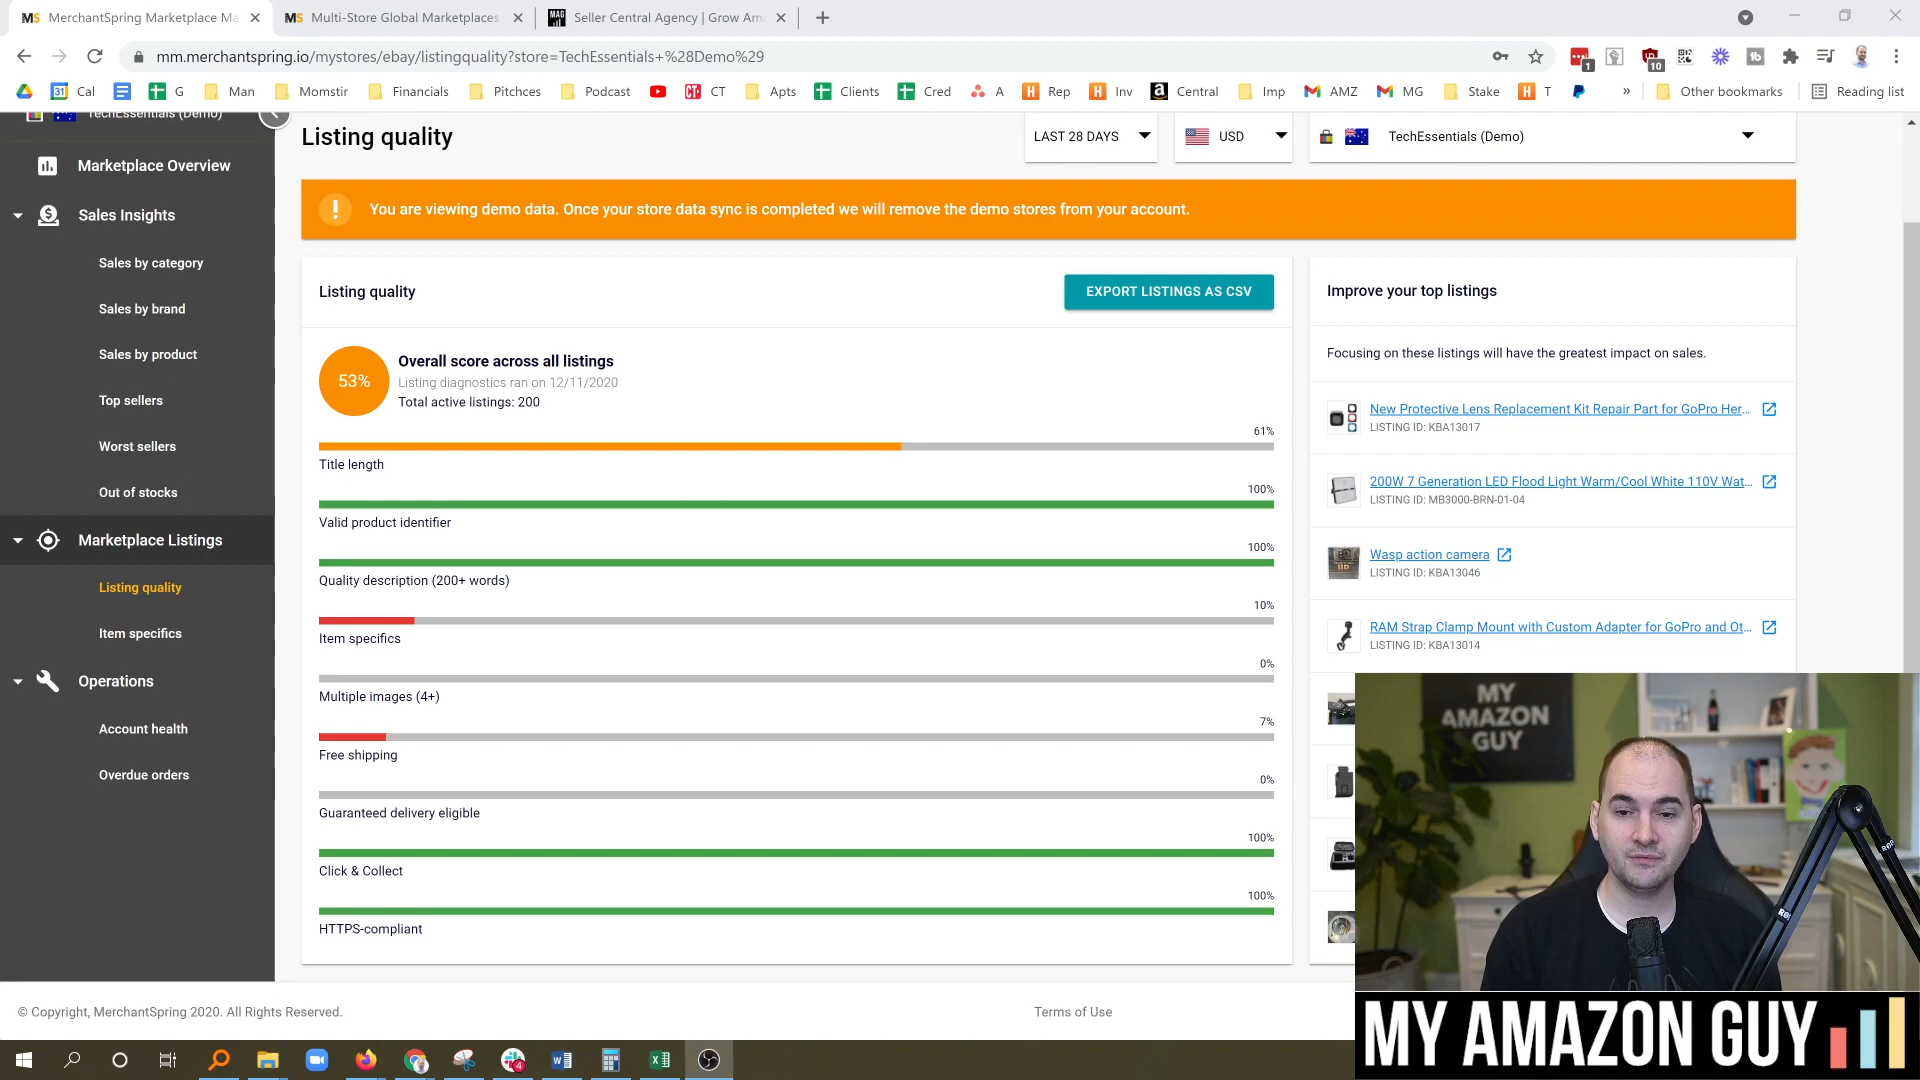 MS MerchantSpring Marketplace Ma
MS Multi-Store Global Marketplaces
MAG Seller Central Agency | Grow Ama
mm.merchantspring.io/mystores/ebay/listingquality?store=TechEssentials+%28Demo%29
1
10
31 Cal
G
Man
Momstir
Financials
Pitchces
Podcast
CT CT
Apts
Clients
Cred
A
H Rep
H Inv
a Central
Imp
AMZ
MG
Stake
H T
»
Other bookmarks
Reading list
TechEssentials (Demo)
Marketplace Overview
Sales Insights
Sales by category
Sales by brand
Sales by product
Top sellers
Worst sellers
Out of stocks
Marketplace Listings
Listing quality
Item specifics
Operations
Account health
Overdue orders
Listing quality
LAST 28 DAYS
USD
TechEssentials (Demo)
! You are viewing demo data. Once your store data sync is completed we will remove the demo stores from your account.
Listing quality
EXPORT LISTINGS AS CSV
53%
Overall score across all listings
Listing diagnostics ran on 12/11/2020
Total active listings: 200
61%
Title length
100%
Valid product identifier
100%
Quality description (200+ words)
10%
Item specifics
0%
Multiple images (4+)
7%
Free shipping
0%
Guaranteed delivery eligible
100%
Click & Collect
100%
HTTPS-compliant
Improve your top listings
Focusing on these listings will have the greatest impact on sales.
New Protective Lens Replacement Kit Repair Part for GoPro Her...
LISTING ID: KBA13017
200W 7 Generation LED Flood Light Warm/Cool White 110V Wat...
LISTING ID: MB3000-BRN-01-04
Wasp action camera
LISTING ID: KBA13046
RAM Strap Clamp Mount with Custom Adapter for GoPro and Ot...
LISTING ID: KBA13014
MY
AMAZON
GUY
MY AMAZON GUY
© Copyright, MerchantSpring 2020. All Rights Reserved.
Terms of Use
4